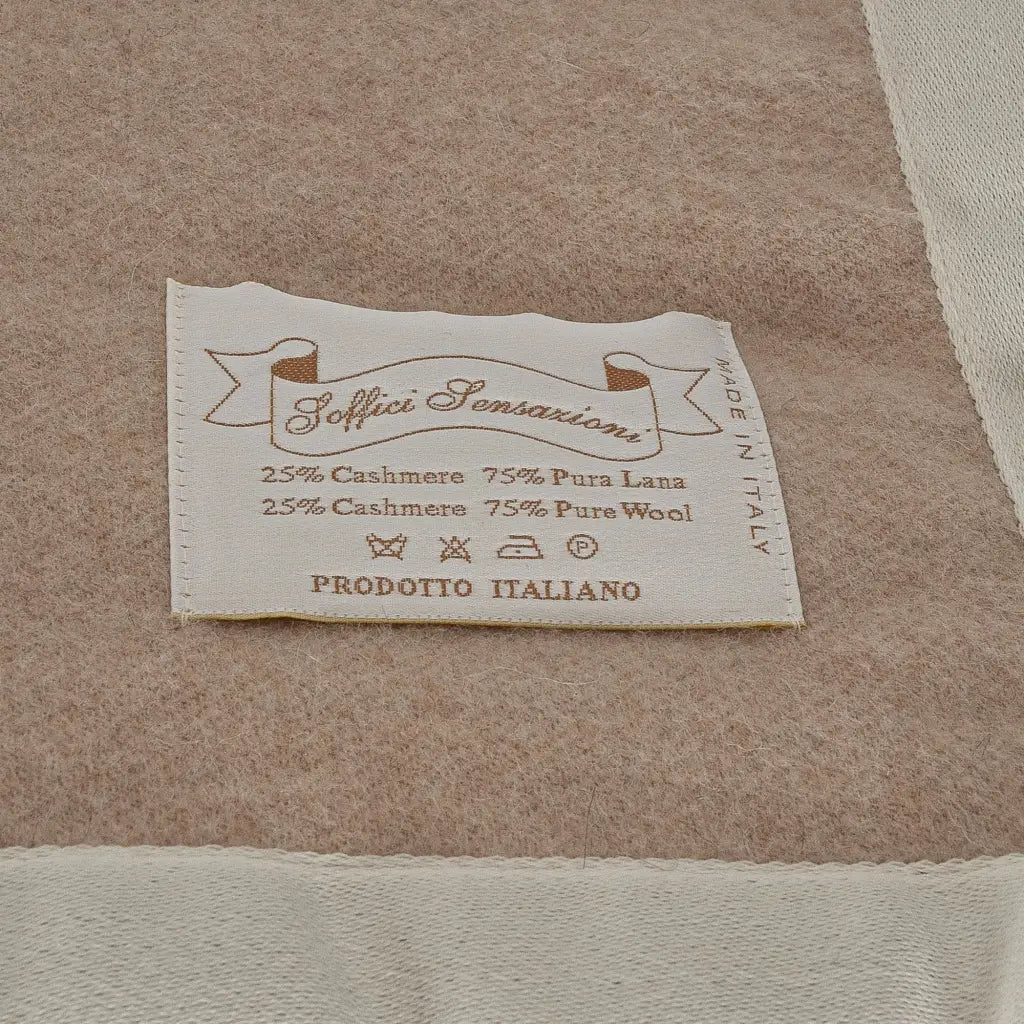 Soffici Sensazioni
25% Cashmere 75% Pura Lana
25% Cashmere 75% Pure Wool
P
PRODOTTO ITALIANO
MADE IN ITALY